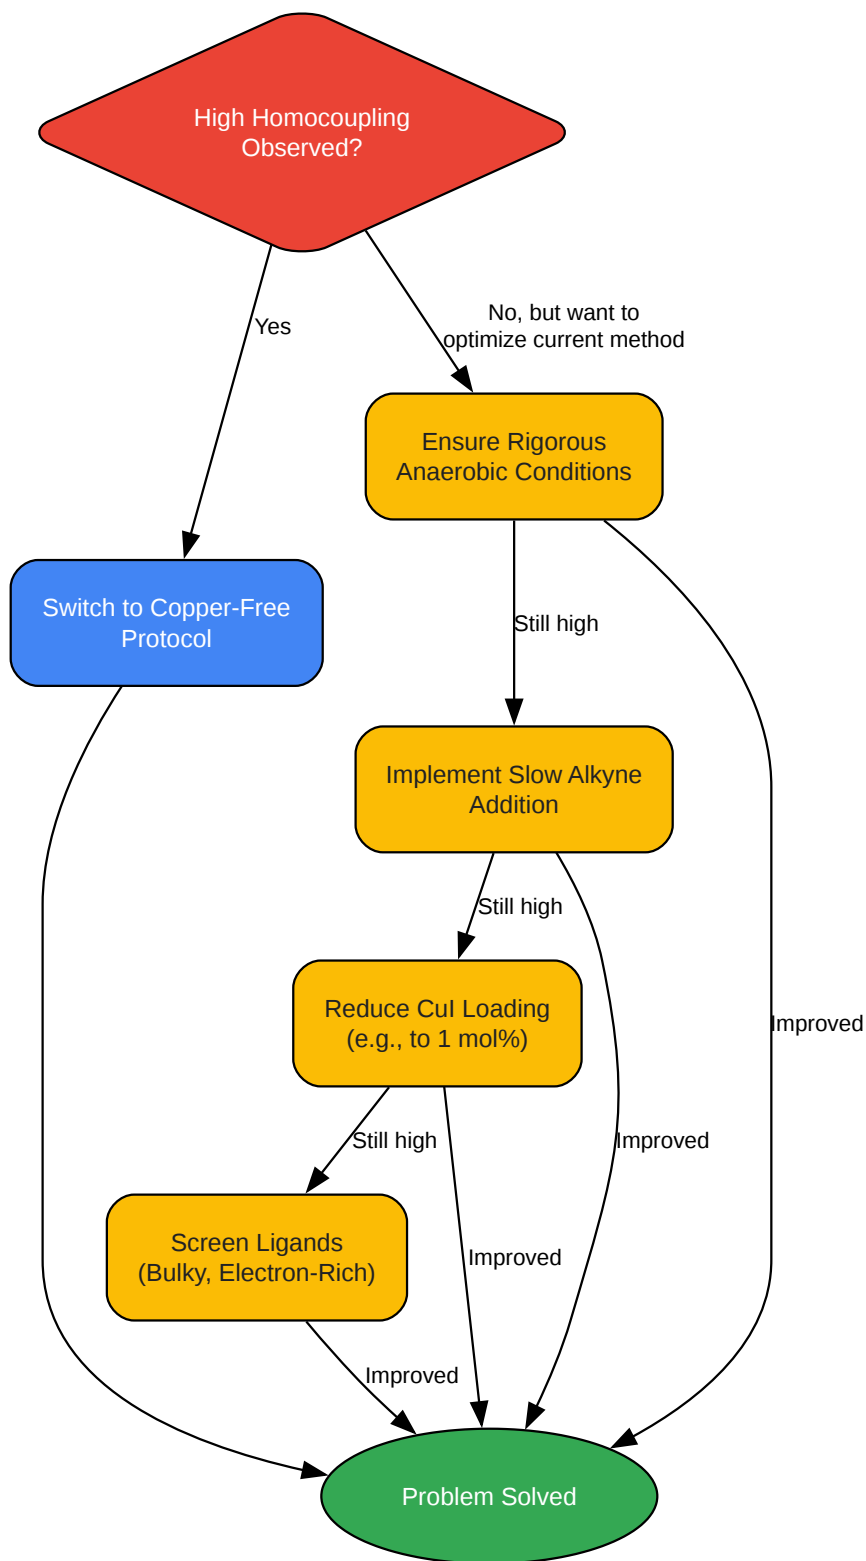 High Homocoupling
Observed?
Yes
No, but want to
optimize current method
Ensure Rigorous
Anaerobic Conditions
Switch to Copper-Free
Protocol
Still high
Implement Slow Alkyne
Addition
Still high
Reduce CuI Loading
(e.g., to 1 mol%)
Improved
Still high
Improved
Screen Ligands
(Bulky, Electron-Rich)
Improved
Improved
Problem Solved